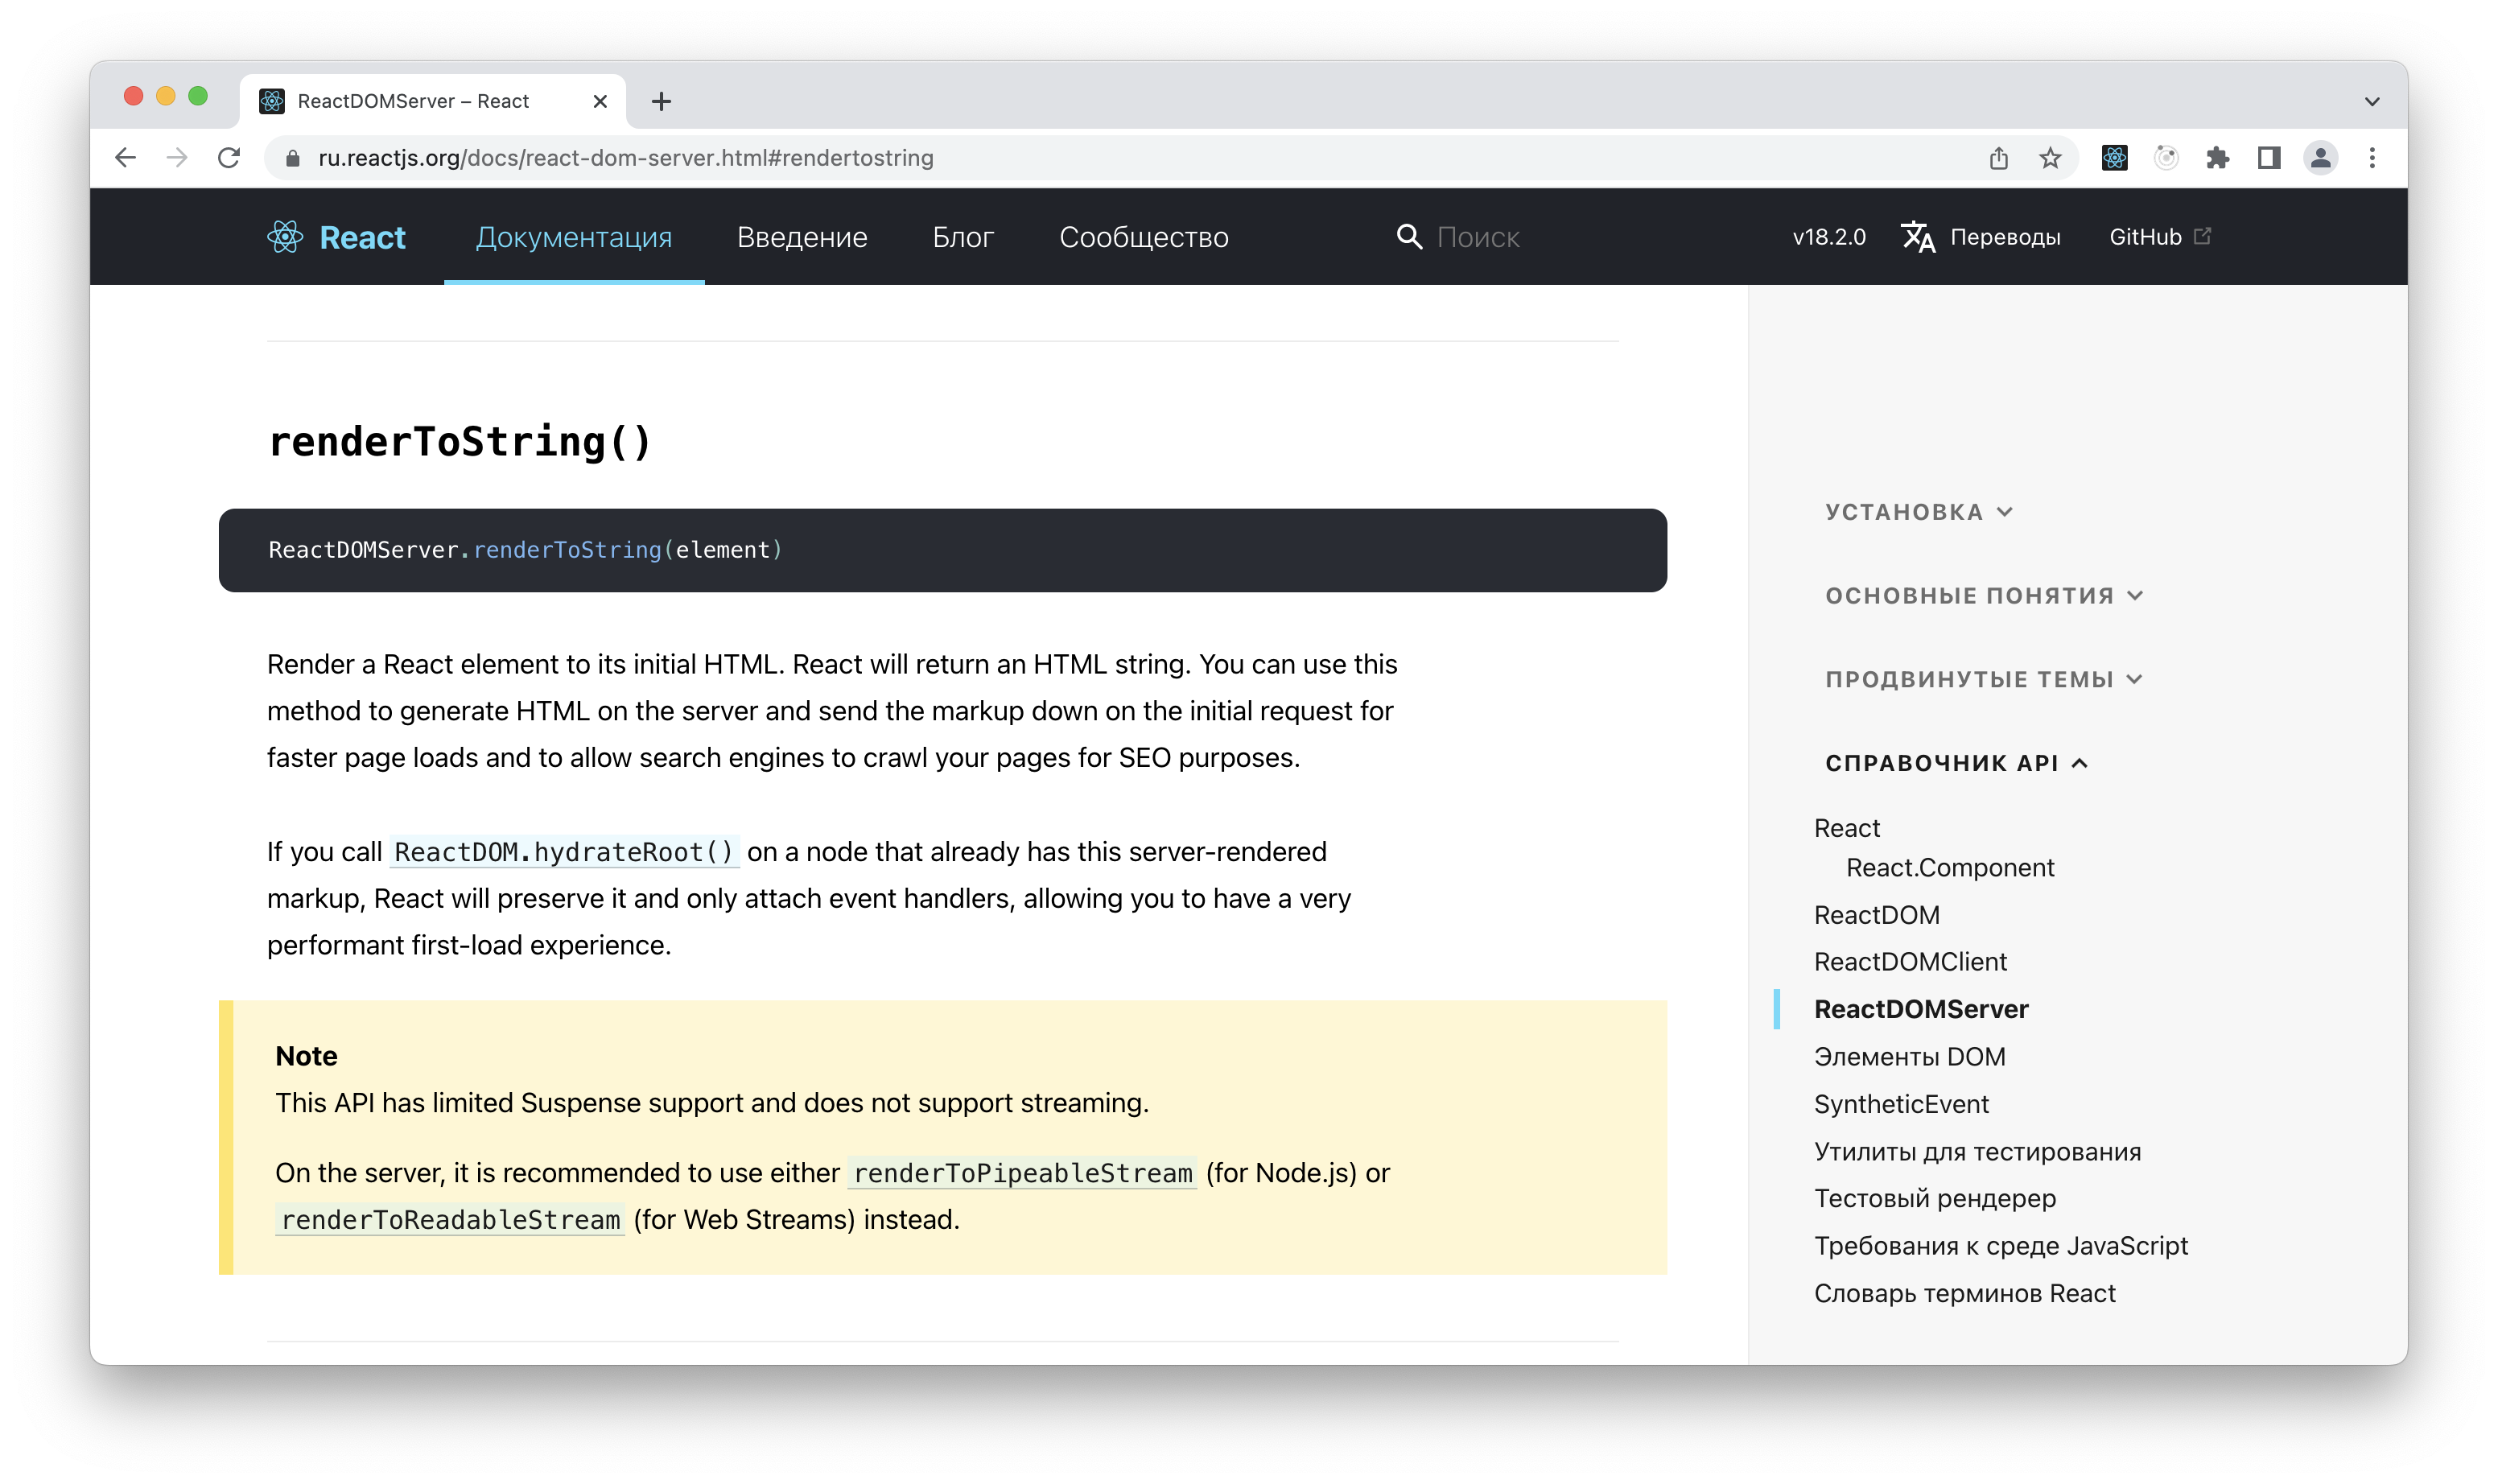 ReactDOMServer – React
ru.reactjs.org/docs/react-dom-server.html#rendertostring
React Документация Введение Блог Сообщество Поиск v18.2.0 Переводы GitHub
renderToString()
ReactDOMServer.renderToString(element)
Render a React element to its initial HTML. React will return an HTML string. You can use this
method to generate HTML on the server and send the markup down on the initial request for
faster page loads and to allow search engines to crawl your pages for SEO purposes.
If you call ReactDOM.hydrateRoot() on a node that already has this server-rendered
markup, React will preserve it and only attach event handlers, allowing you to have a very
performant first-load experience.
Note
This API has limited Suspense support and does not support streaming.
On the server, it is recommended to use either renderToPipeableStream (for Node.js) or
renderToReadableStream (for Web Streams) instead.
УСТАНОВКА
ОСНОВНЫЕ ПОНЯТИЯ
ПРОДВИНУТЫЕ ТЕМЫ
СПРАВОЧНИК API
React
React.Component
ReactDOM
ReactDOMClient
ReactDOMServer
Элементы DOM
SyntheticEvent
Утилиты для тестирования
Тестовый рендерер
Требования к среде JavaScript
Словарь терминов React